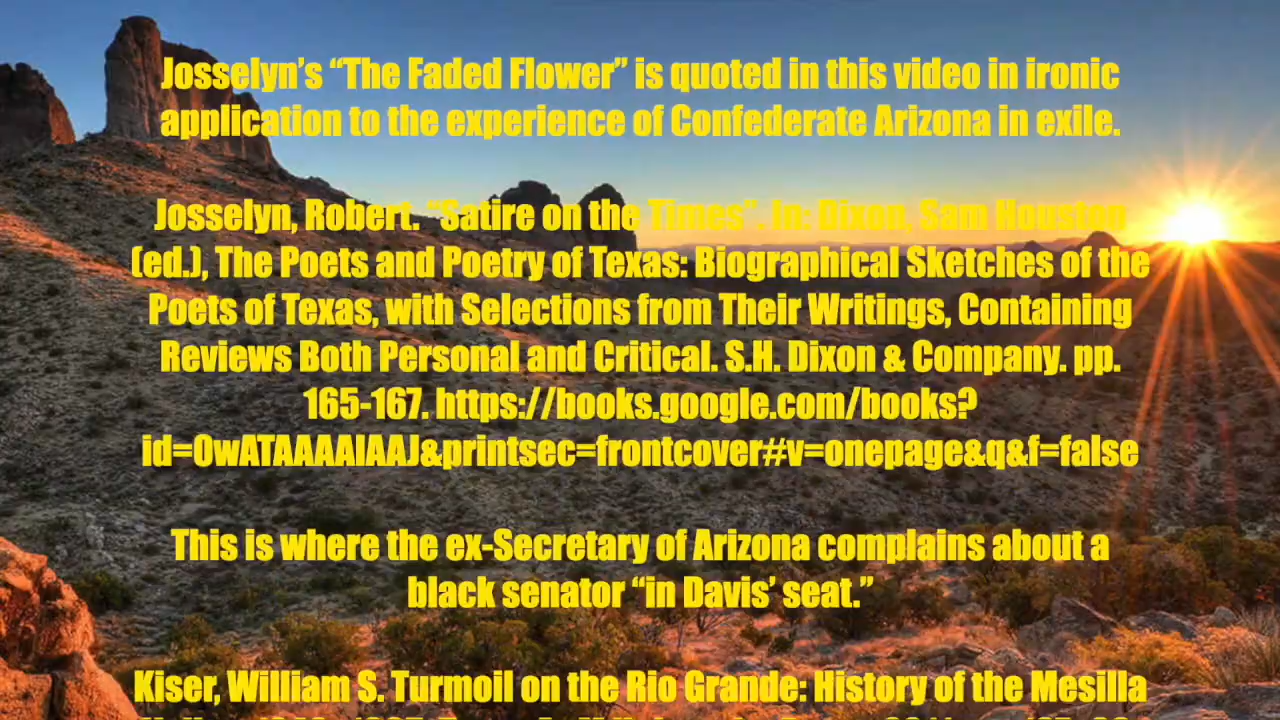 Josselyn’s “The Faded Flower” is quoted in this video in ironic
application to the experience of Confederate Arizona in exile.
Josselyn, Robert. “Satire on the Times”. In: Dixon, Sam Houston
(ed.), The Poets and Poetry of Texas: Biographical Sketches of the
Poets of Texas, with Selections from Their Writings, Containing
Reviews Both Personal and Critical. S.H. Dixon & Company. pp.
165-167. https://books.google.com/books?
id=0wATAAAAIAAJ&printsec=frontcover#v=onepage&q&f=false
This is where the ex-Secretary of Arizona complains about a
black senator “in Davis’ seat.”
Kiser, William S. Turmoil on the Rio Grande: History of the Mesilla